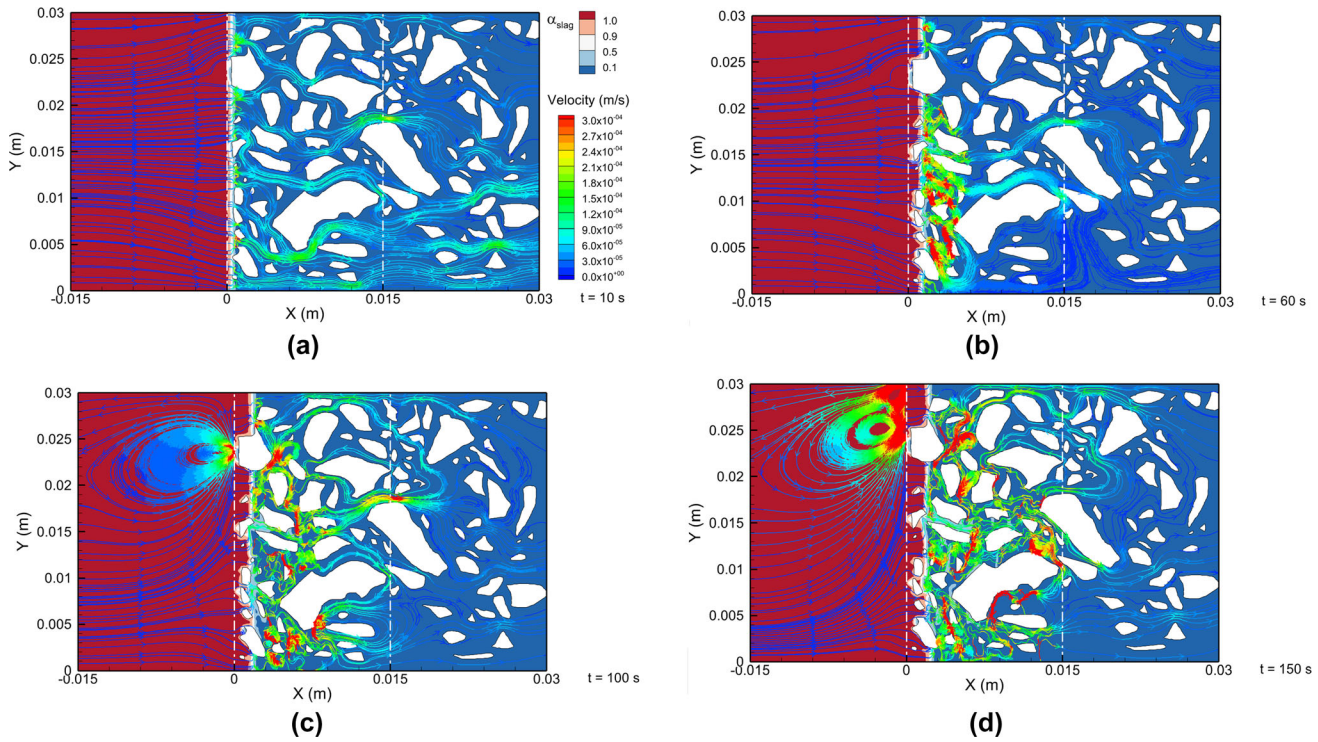 0.03
0.025
0.02
0.015
0.01
0.005
0
Y (m)
-0.015 0 0.015 0.03
X (m)
t = 10 s
αslag
1.0
0.9
0.5
0.1
Velocity (m/s)
3.0x10-04
2.7x10-04
2.4x10-04
2.1x10-04
1.8x10-04
1.5x10-04
1.2x10-04
9.0x10-05
6.0x10-05
3.0x10-05
0.0x10+00
(a)
0.03
0.025
0.02
0.015
0.01
0.005
0
Y (m)
-0.015 0 0.015 0.03
X (m)
t = 60 s
(b)
0.03
0.025
0.02
0.015
0.01
0.005
0
Y (m)
-0.015 0 0.015 0.03
X (m)
t = 100 s
(c)
0.03
0.025
0.02
0.015
0.01
0.005
0
Y (m)
-0.015 0 0.015 0.03
X (m)
t = 150 s
(d)